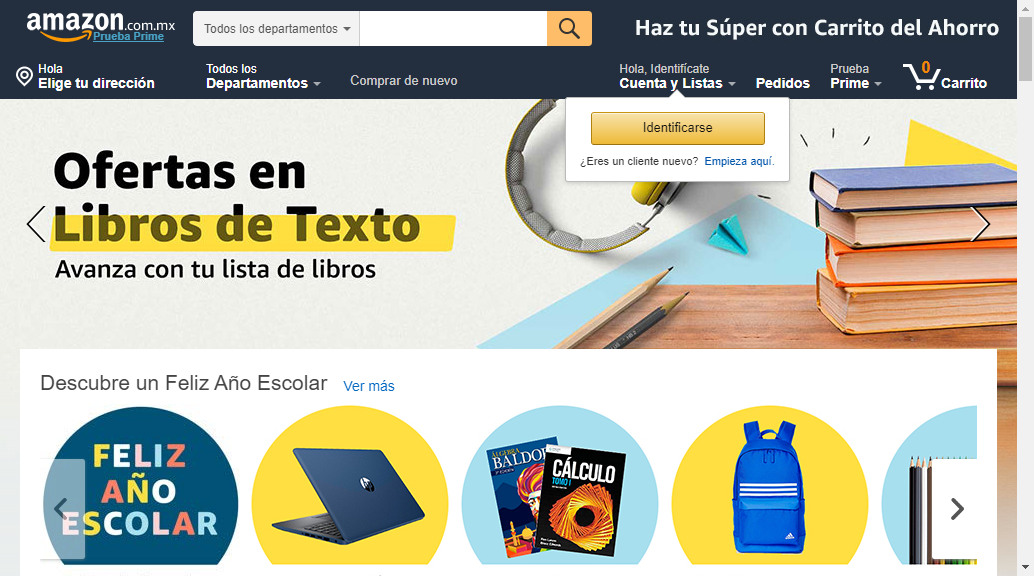 amazon.com.mx
Prueba Prime
Todos los departamentos
Haz tu Súper con Carrito del Ahorro
Hola
Elige tu dirección
Todos los
Departamentos
Comprar de nuevo
Hola, Identifícate
Cuenta y Listas
Pedidos
Prueba
Prime
0
Carrito
Identificarse
¿Eres un cliente nuevo? Empieza aquí.
Ofertas en
Libros de Texto
Avanza con tu lista de libros
Descubre un Feliz Año Escolar Ver más
FELIZ
AÑO
ESCOLAR
hp
ÁLGEBRA
BALDOR
CÁLCULO
TOMO I
adidas